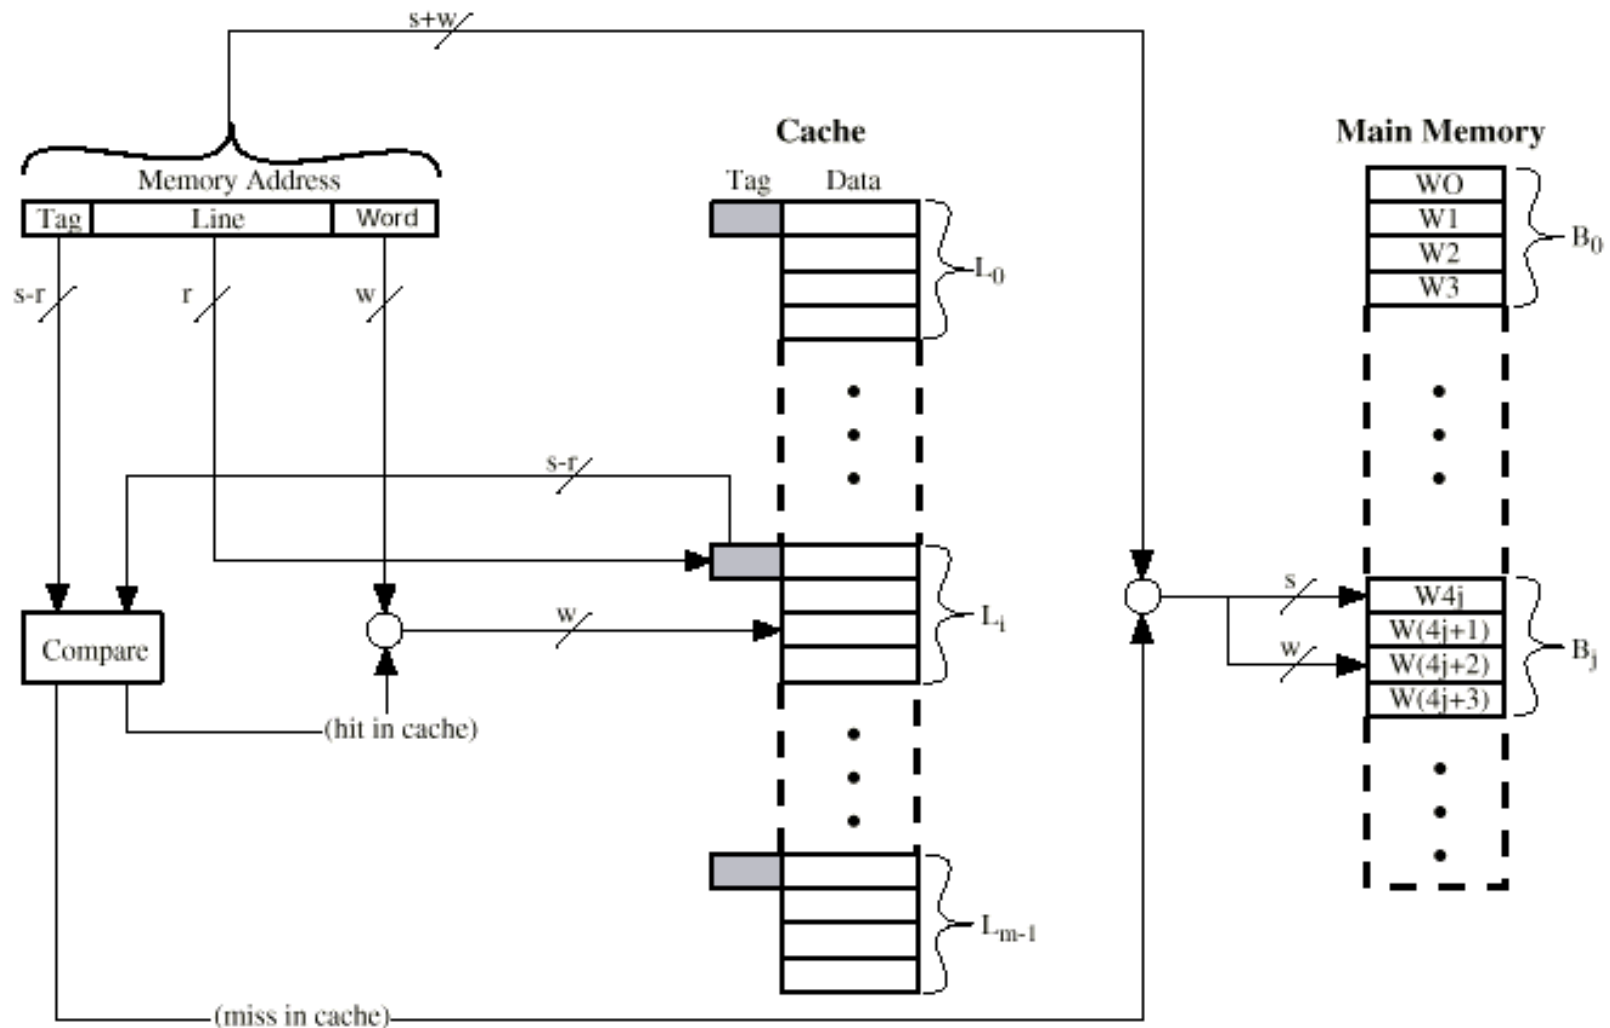 s+w
Cache
Main Memory
Memory Address
Tag Data
Tag Line Word
WO
W1
W2
W3
B0
L0
s-r
r
w
s-r
s
W4j
W(4j+1)
W(4j+2)
W(4j+3)
Bj
w
w
Li
Compare
(hit in cache)
Lm-1
(miss in cache)